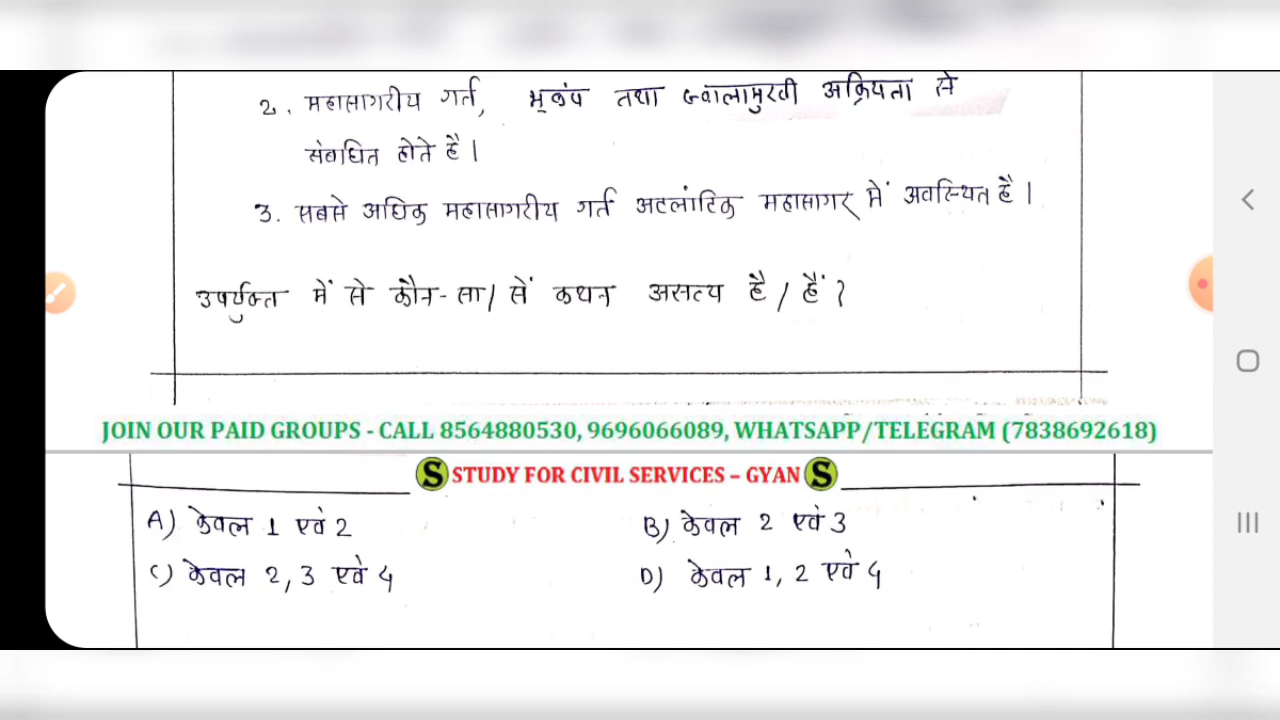 2. महासागरीय गर्त, भूकंप तथा ज्वालामुखी अक्रियता से
संबधित होते है।
3. सबसे अधिक महासागरीय गर्त अटलांटिक महासागर में अवस्थित है।
उपर्युक्त में से कौन-सा/सें कथन असत्य है/हैं?
JOIN OUR PAID GROUPS - CALL 8564880530, 9696066089, WHATSAPP/TELEGRAM (7838692618)
S STUDY FOR CIVIL SERVICES – GYAN S
A) केवल 1 एवं 2
B) केवल 2 एवं 3
C) केवल 2, 3 एवं 4
D) केवल 1, 2 एवं 4